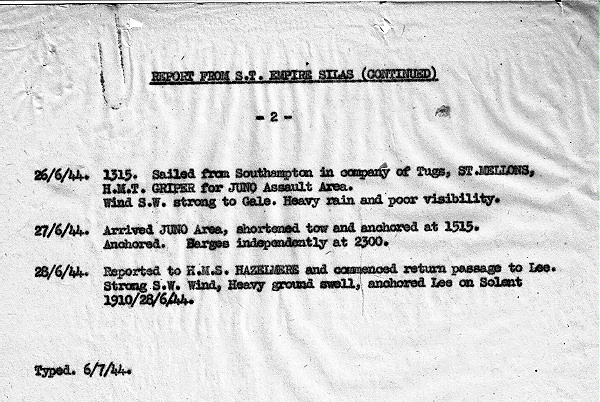 REPORT FROM S.T. EMPIRE SILAS (CONTINUED)
- 2 -
26/6/44. 1315. Sailed from Southampton in company of Tugs, ST.MELLONS,
H.M.T. GRIPER for JUNO Assault Area.
Wind S.W. strong to Gale. Heavy rain and poor visibility.
27/6/44. Arrived JUNO Area, shortened tow and anchored at 1515.
Anchored. Barges independently at 2300.
28/6/44. Reported to H.M.S. HAZELMERE and commenced return passage to Lee.
Strong S.W. Wind, Heavy ground swell, anchored Lee on Solent
1910/28/6/44.
Typed. 6/7/44.